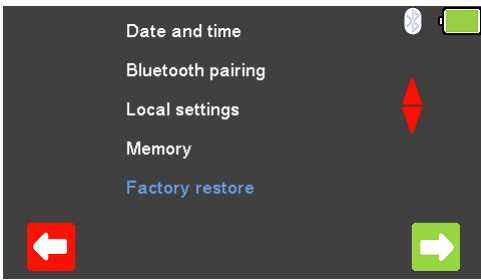 Date and time
Bluetooth pairing
Local settings
Memory
Factory restore